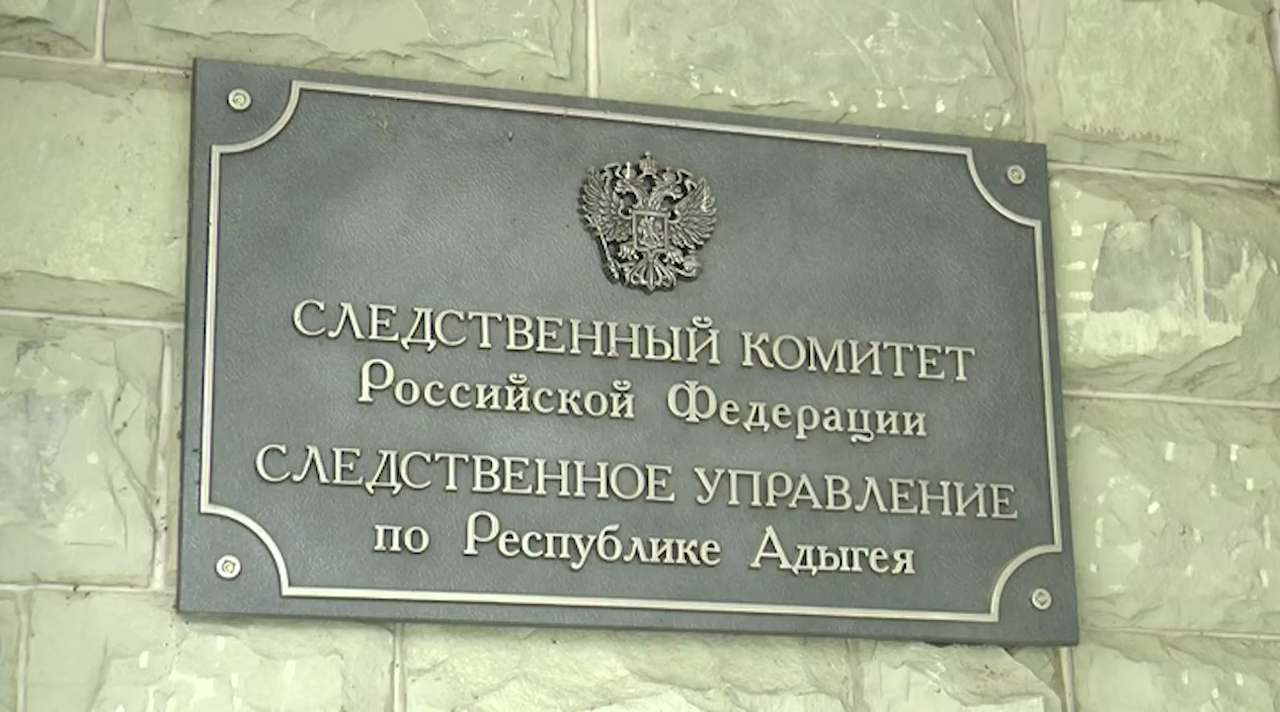 СЛЕДСТВЕННЫЙ КОМИТЕТ
Российской Федерации
СЛЕДСТВЕННОЕ УПРАВЛЕНИЕ
по Республике Адыгея